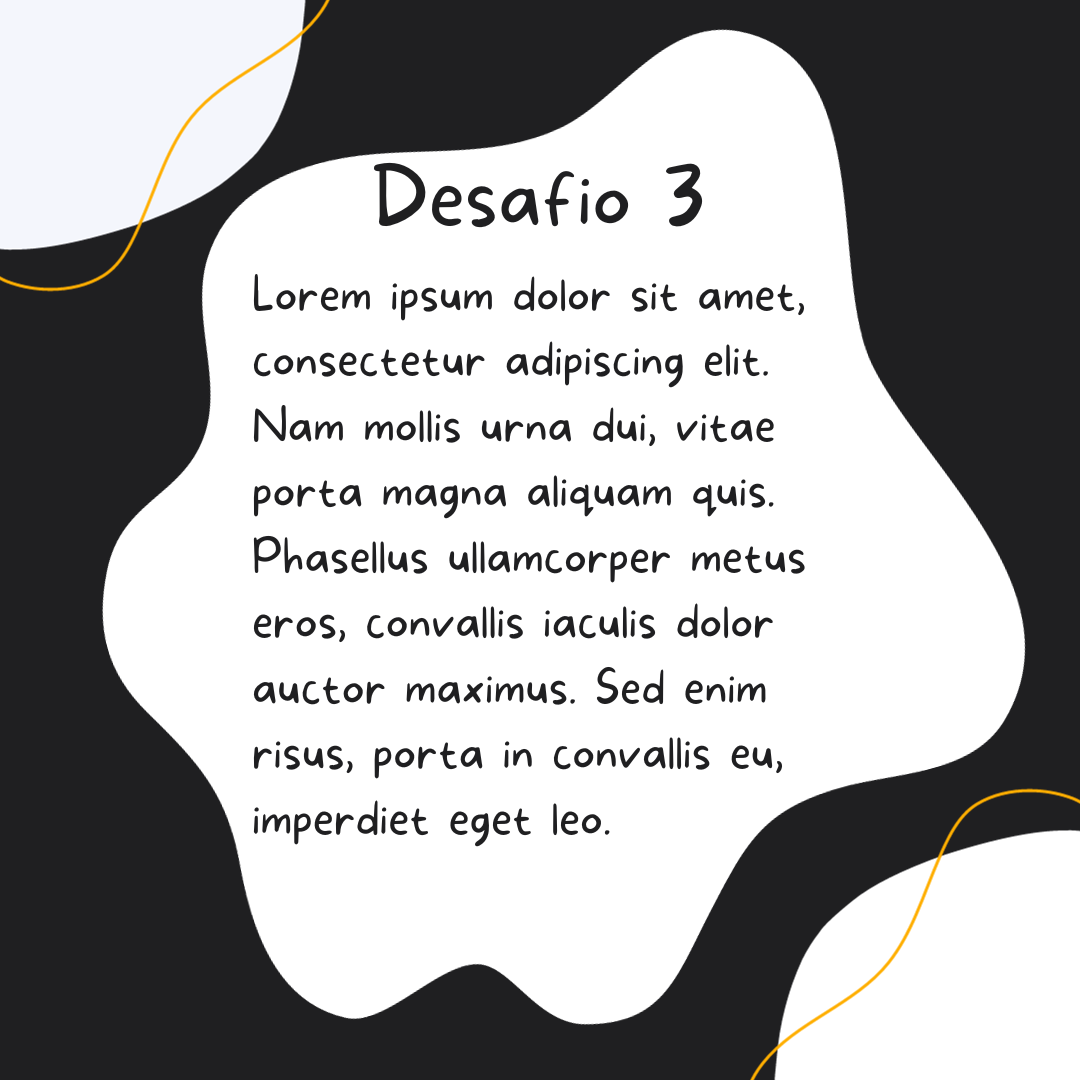 Desafio 3
Lorem ipsum dolor sit amet,
consectetur adipiscing elit.
Nam mollis urna dui, vitae
porta magna aliquam quis.
Phasellus ullamcorper metus
eros, convallis iaculis dolor
auctor maximus. Sed enim
risus, porta in convallis eu,
imperdiet eget leo.